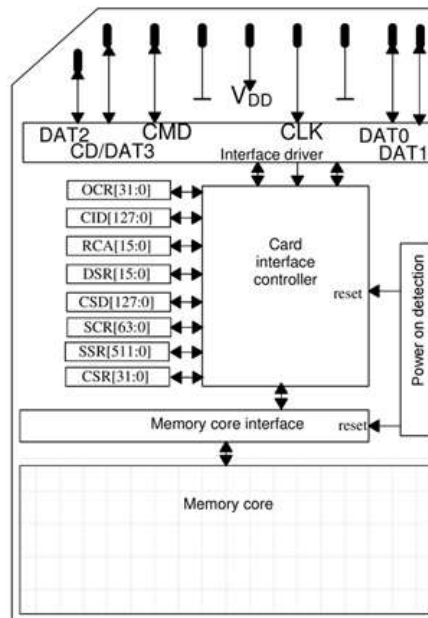 V_DD
DAT2 CMD CLK DAT0
CD/DAT3 DAT1
Interface driver
OCR[31:0]
CID[127:0]
RCA[15:0]
DSR[15:0]
CSD[127:0]
SCR[63:0]
SSR[511:0]
CSR[31:0]
Card
interface
controller
reset
Power on detection
Memory core interface reset
Memory core